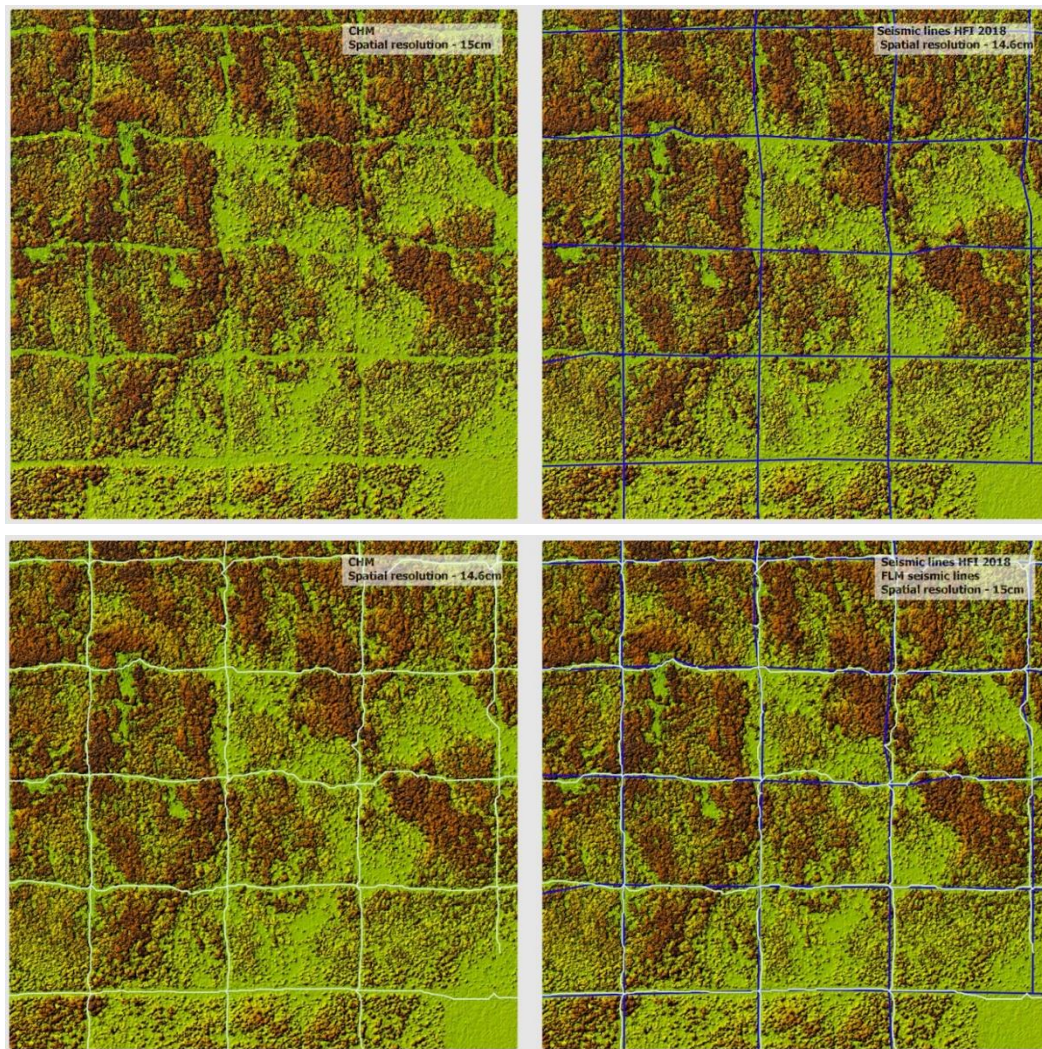 CHM
Spatial resolution - 15cm
Seismic lines HFI 2018
Spatial resolution - 14.6cm
CHM
Spatial resolution - 14.6cm
Seismic lines HFI 2018
FLM seismic lines
Spatial resolution - 15cm